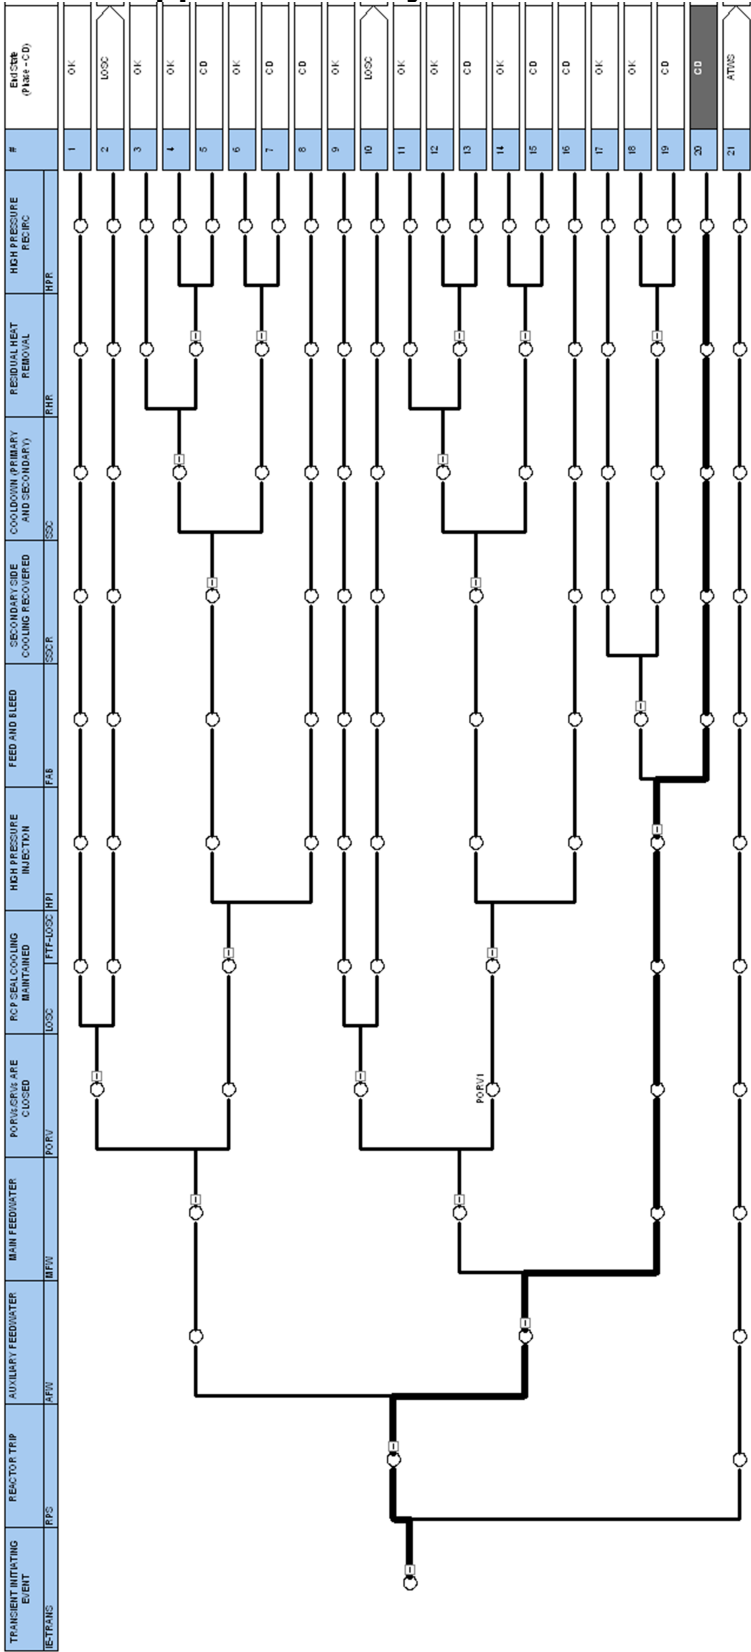 TRANSIENT INITIATING
EVENT
IE-TRANS
REACTOR TRIP
RPS
AUXILIARY FEEDWATER
AFW
MAIN FEEDWATER
MFW
PORVs/SRVs ARE
CLOSED
PORV
RCP SEAL COOLING
MAINTAINED
LOSC
FTF-LOSC
HIGH PRESSURE
INJECTION
HPI
FEED AND BLEED
FAB
SECONDARY SIDE
COOLING RECOVERED
SSCR
COOLDOWN (PRIMARY
AND SECONDARY)
SSC
RESIDUAL HEAT
REMOVAL
RHR
HIGH PRESSURE
RECIRC
HPR
#
End State
(Phase - CD)
1 OK
2 LOSC
3 OK
4 OK
5 CD
6 OK
7 CD
8 CD
9 OK
10 LOSC
11 OK
12 OK
13 CD
14 OK
15 CD
16 CD
17 OK
18 OK
19 CD
20 CD
21 ATWS
PORV1